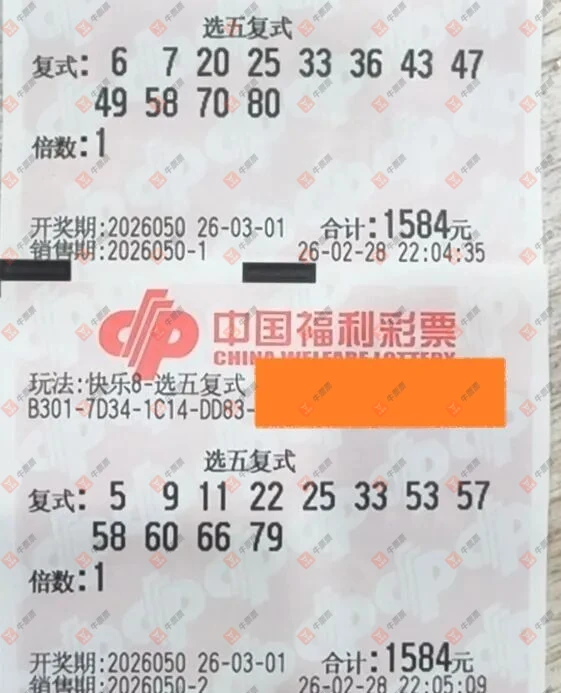 选五复式
复式: 6 7 20 25 33 36 43 47
49 58 70 80
倍数:1
开奖期:2026050 26-03-01 合计:1584元
销售期:2026050-1 26-02-28 22:04:35
中国福利彩票
CHINA WELFARE LOTTERY
玩法:快乐8-选五复式
B301-7D34-1C14-DD83-
选五复式
复式: 5 9 11 22 25 33 53 57
58 60 66 79
倍数:1
开奖期:2026050 26-03-01 合计:1584元
销售期:2026050-2 26-02-28 22:05:09